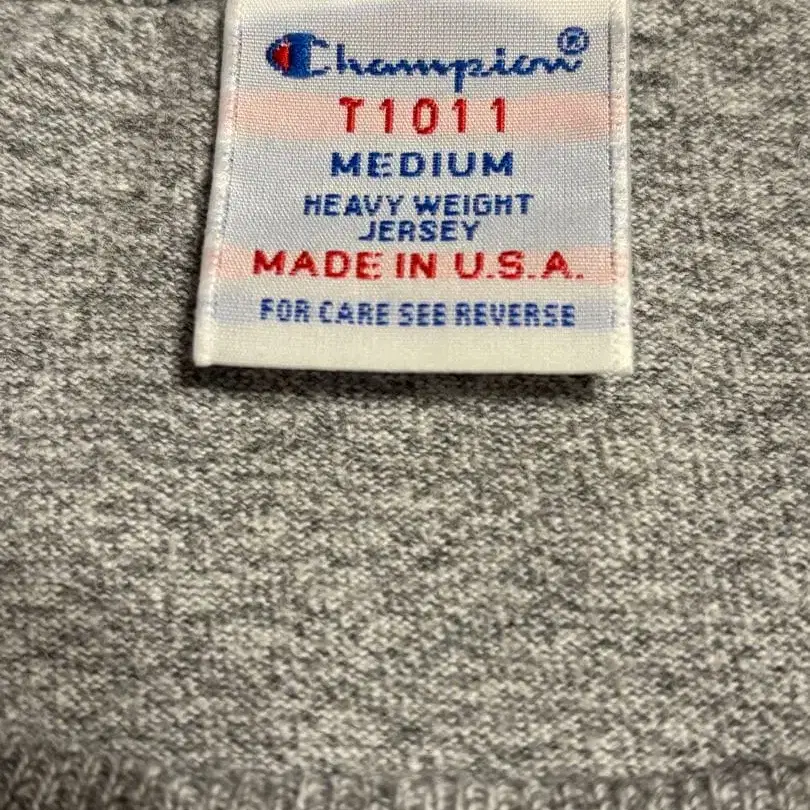 Champion®
T1011
MEDIUM
HEAVY WEIGHT
JERSEY
MADE IN U.S.A.
FOR CARE SEE REVERSE